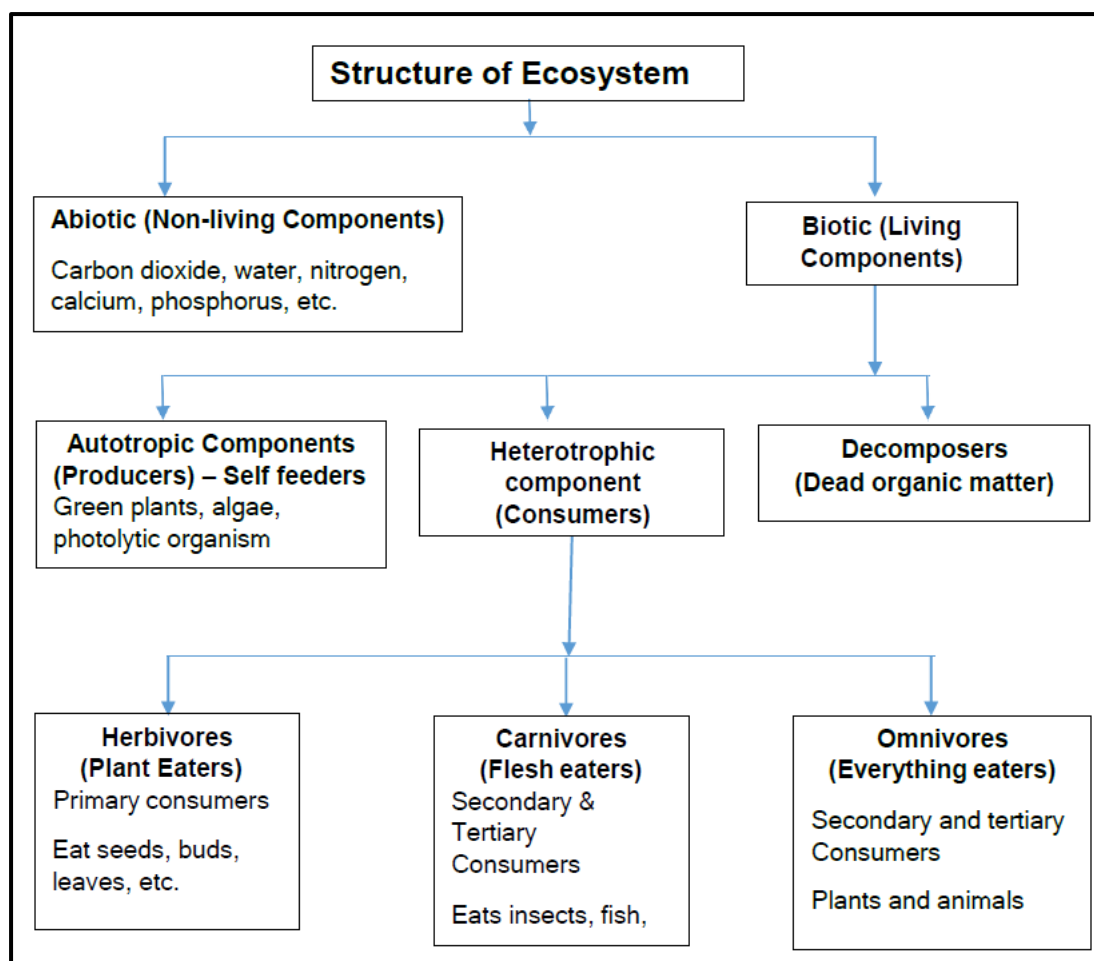 Structure of Ecosystem
Abiotic (Non-living Components)
Carbon dioxide, water, nitrogen,
calcium, phosphorus, etc.
Biotic (Living
Components)
Autotropic Components
(Producers) – Self feeders
Green plants, algae,
photolytic organism
Heterotrophic
component
(Consumers)
Decomposers
(Dead organic matter)
Herbivores
(Plant Eaters)
Primary consumers
Eat seeds, buds,
leaves, etc.
Carnivores
(Flesh eaters)
Secondary &
Tertiary
Consumers
Eats insects, fish,
Omnivores
(Everything eaters)
Secondary and tertiary
Consumers
Plants and animals